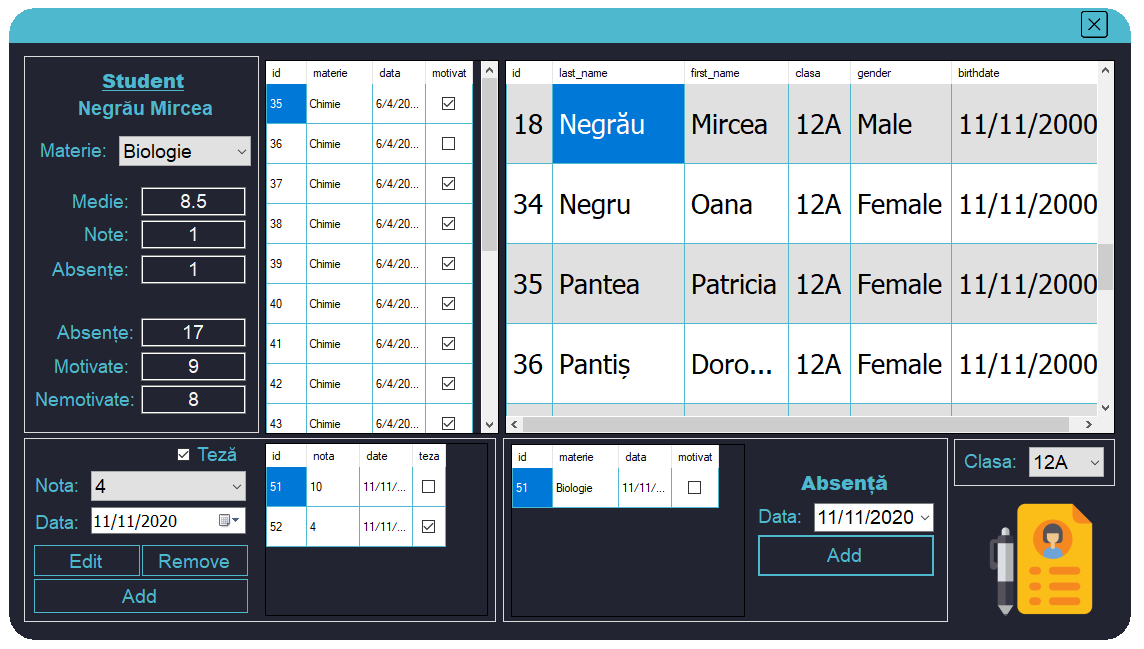 Student
Negrău Mircea
Materie: Biologie
Medie: 8.5
Note: 1
Absențe: 1
Absențe: 17
Motivate: 9
Nemotivate: 8
id materie data motivat
35 Chimie 6/4/20...
36 Chimie 6/4/20...
37 Chimie 6/4/20...
38 Chimie 6/4/20...
39 Chimie 6/4/20...
40 Chimie 6/4/20...
41 Chimie 6/4/20...
42 Chimie 6/4/20...
43 Chimie 6/4/20...
id last_name first_name clasa gender birthdate
18 Negrău Mircea 12A Male 11/11/2000
34 Negru Oana 12A Female 11/11/2000
35 Pantea Patricia 12A Female 11/11/2000
36 Pantiș Doro... 12A Female 11/11/2000
Teză
Nota: 4
Data: 11/11/2020
Edit Remove
Add
id nota date teza
51 10 11/11/...
52 4 11/11/...
id materie data motivat
51 Biologie 11/11/...
Absență
Data: 11/11/2020
Add
Clasa: 12A